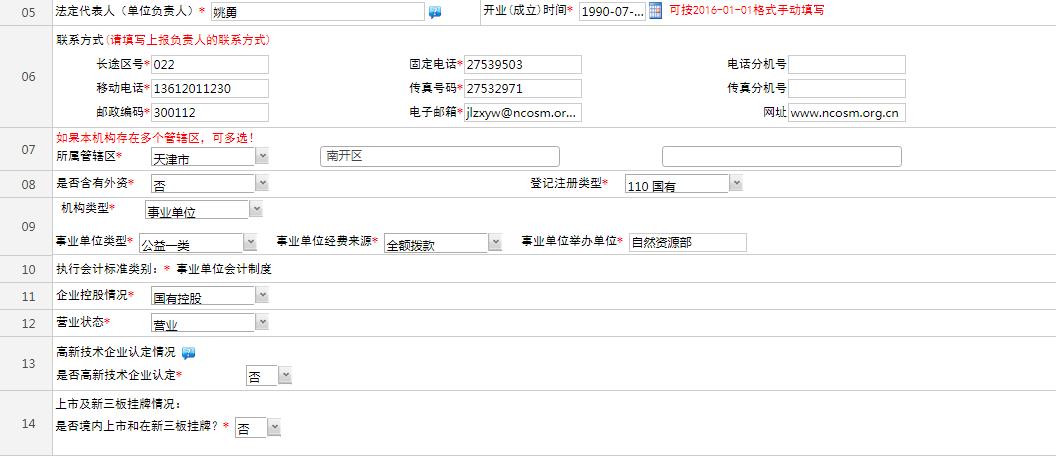 05 法定代表人（单位负责人）* 姚勇 开业(成立)时间* 1990-07-... 可按2016-01-01格式手动填写
联系方式(请填写上报负责人的联系方式)
06
长途区号* 022 固定电话* 27539503 电话分机号
移动电话* 13612011230 传真号码* 27532971 传真分机号
邮政编码* 300112 电子邮箱* jlzxyw@ncosm.or... 网址 www.ncosm.org.cn
如果本机构存在多个管辖区，可多选！
07
所属管辖区* 天津市 南开区
08 是否含有外资* 否 登记注册类型* 110 国有
机构类型* 事业单位
09
事业单位类型* 公益一类 事业单位经费来源* 全额拨款 事业单位举办单位* 自然资源部
10 执行会计标准类别：* 事业单位会计制度
11 企业控股情况* 国有控股
12 营业状态* 营业
高新技术企业认定情况
13
是否高新技术企业认定* 否
上市及新三板挂牌情况：
14
是否境内上市和在新三板挂牌？* 否